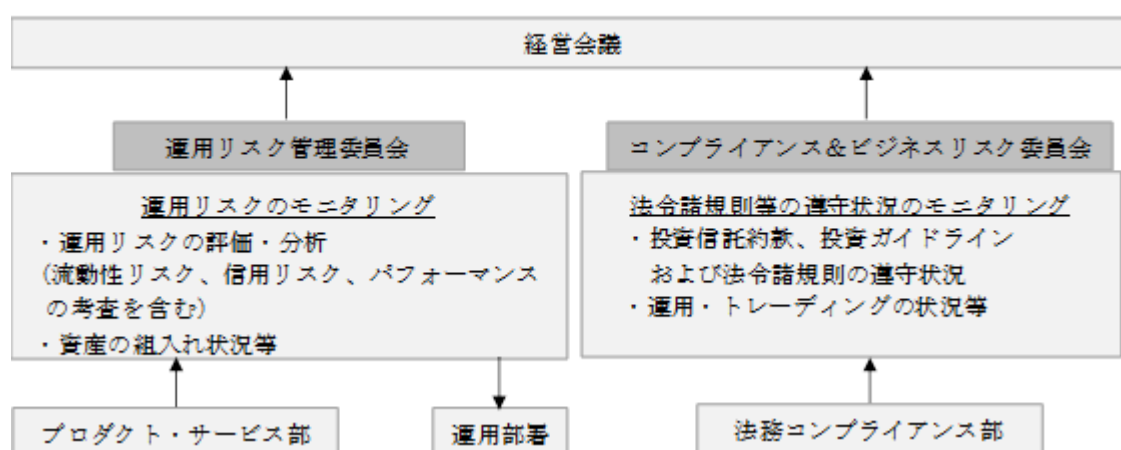 経営会議
運用リスク管理委員会
コンプライアンス&ビジネスリスク委員会
運用リスクのモニタリング
・運用リスクの評価・分析
(流動性リスク、信用リスク、パフォーマンス
の考査を含む)
・資産の組入れ状況等
法令諸規則等の遵守状況のモニタリング
・投資信託約款、投資ガイドライン
および法令諸規則の遵守状況
・運用・トレーディングの状況等
プロダクト・サービス部
運用部署
法務コンプライアンス部